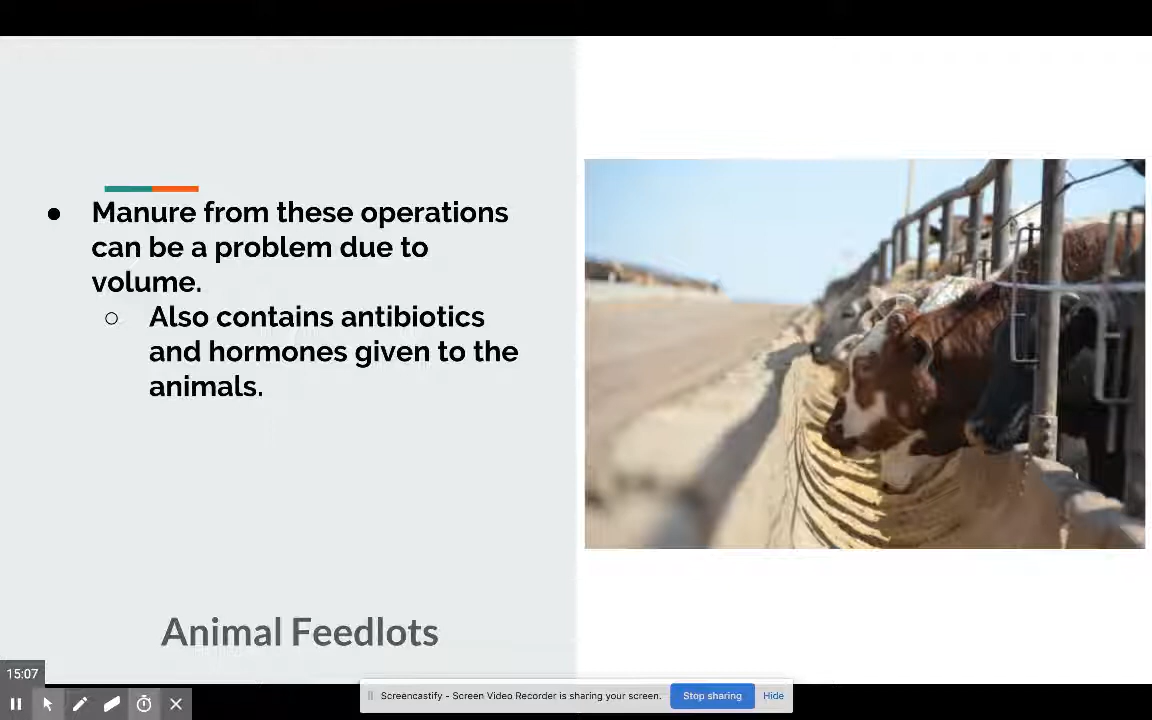 ● Manure from these operations
can be a problem due to
volume.
○ Also contains antibiotics
and hormones given to the
animals.
Animal Feedlots
15:07
Screencastify - Screen Video Recorder is sharing your screen.
Stop sharing
Hide